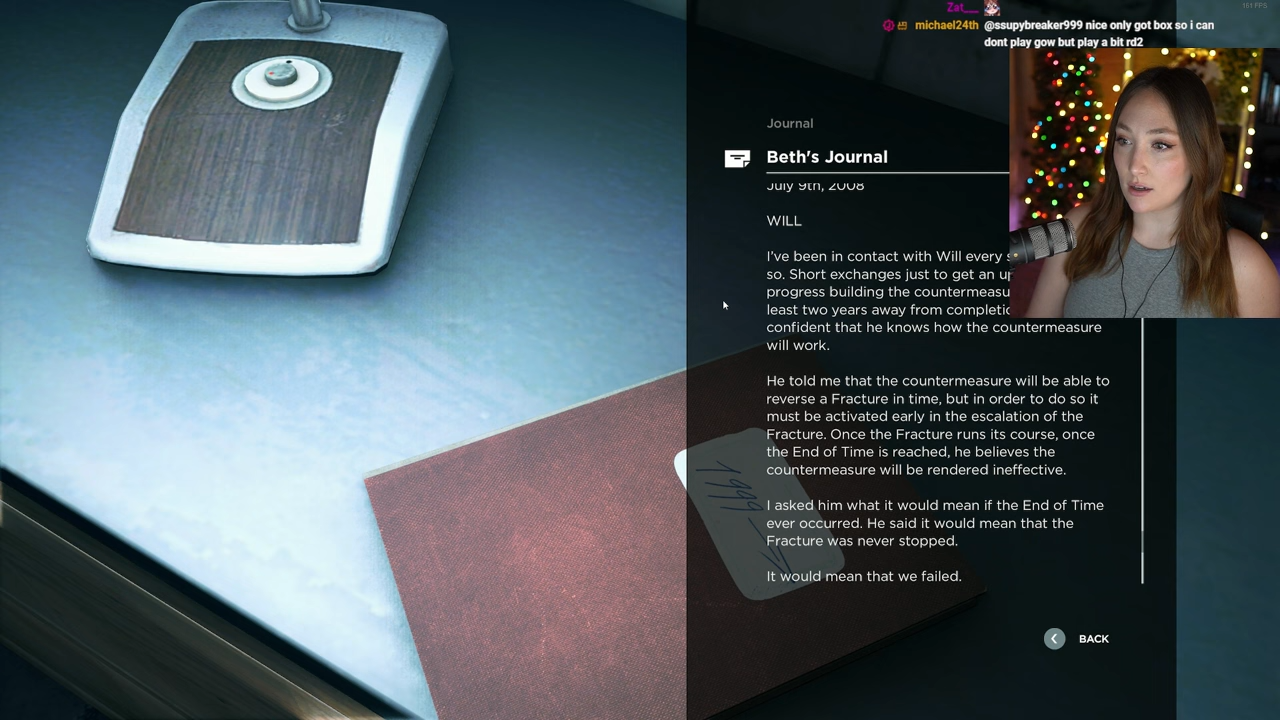 161 FPS
Zat__
michael24th @ssupybreaker999 nice only got box so i can
dont play gow but play a bit rd2
Journal
Beth's Journal
July 9th, 2008
WILL
I've been in contact with Will every
so. Short exchanges just to get an
progress building the
least two years away from
confident that he knows how the countermeasure
will work.
He told me that the countermeasure will be able to
reverse a Fracture in time, but in order to do so it
must be activated early in the escalation of the
Fracture. Once the Fracture runs its course, once
the End of Time is reached, he believes the
countermeasure will be rendered ineffective.
I asked him what it would mean if the End of Time
ever occurred. He said it would mean that the
Fracture was never stopped.
It would mean that we failed.
1999
BACK